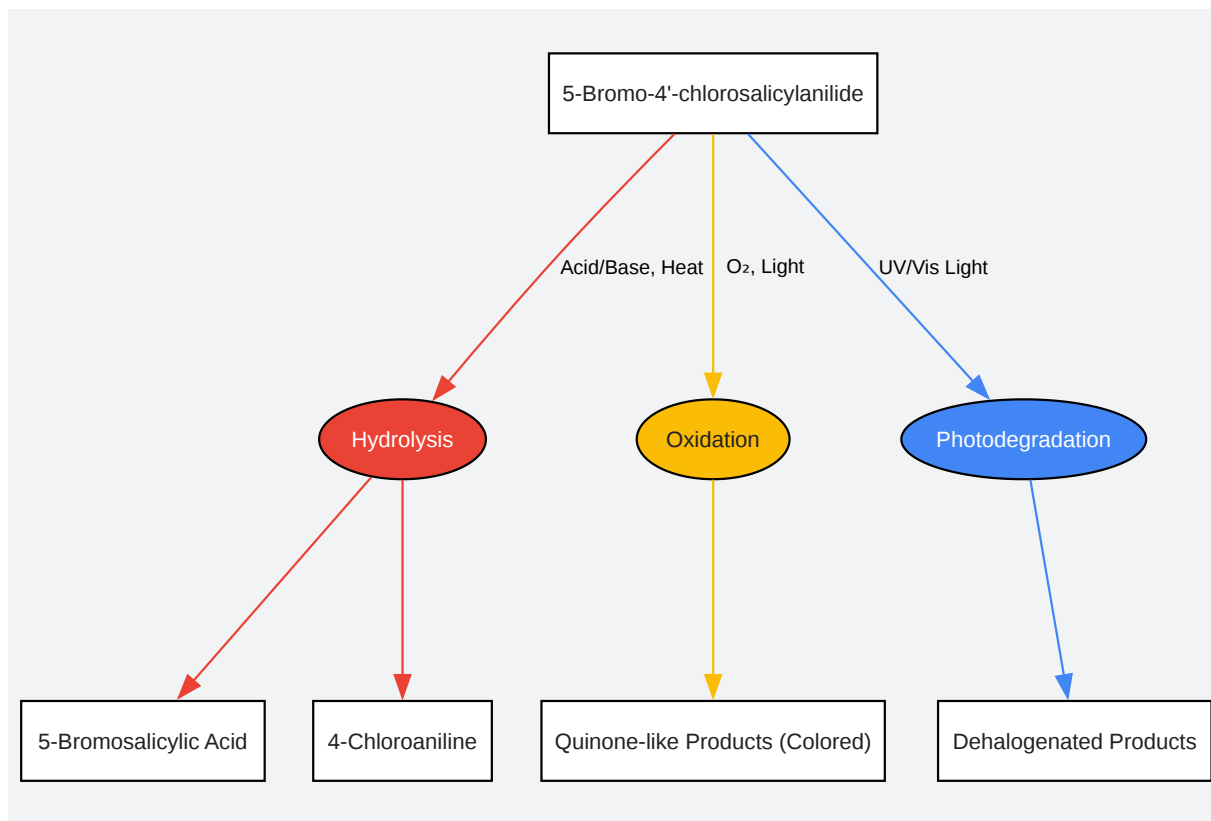 5-Bromo-4'-chlorosalicylanilide
Acid/Base, Heat
O₂, Light
UV/Vis Light
Hydrolysis
Oxidation
Photodegradation
5-Bromosalicylic Acid
4-Chloroaniline
Quinone-like Products (Colored)
Dehalogenated Products